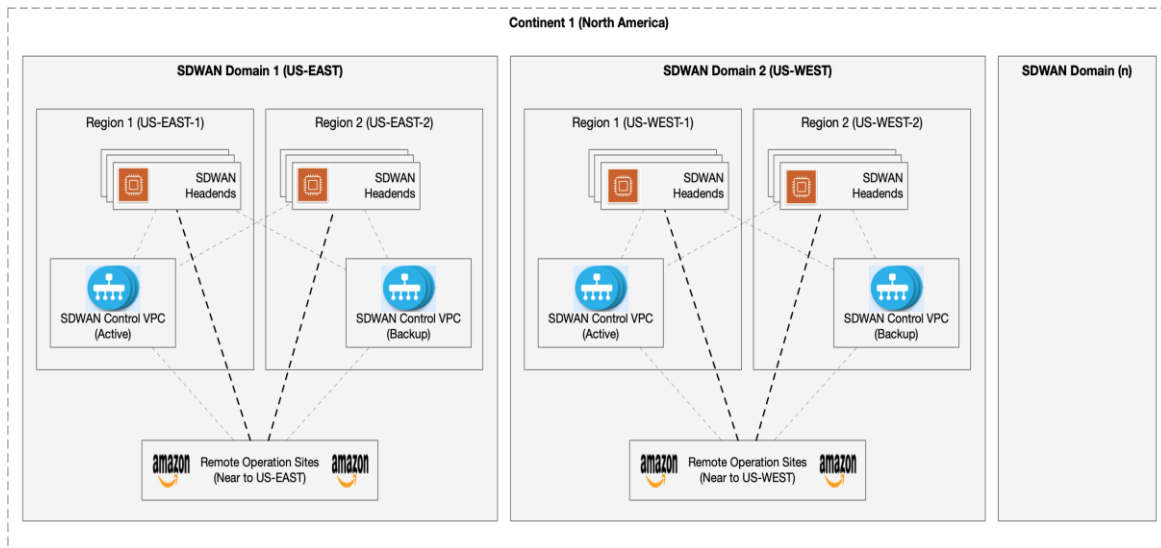 Continent 1 (North America)
SDWAN Domain 1 (US-EAST)
Region 1 (US-EAST-1)
SDWAN
Headends
SDWAN Control VPC
(Active)
Region 2 (US-EAST-2)
SDWAN
Headends
SDWAN Control VPC
(Backup)
amazon
Remote Operation Sites
(Near to US-EAST)
amazon
SDWAN Domain 2 (US-WEST)
Region 1 (US-WEST-1)
SDWAN
Headends
SDWAN Control VPC
(Active)
Region 2 (US-WEST-2)
SDWAN
Headends
SDWAN Control VPC
(Backup)
amazon
Remote Operation Sites
(Near to US-WEST)
amazon
SDWAN Domain (n)